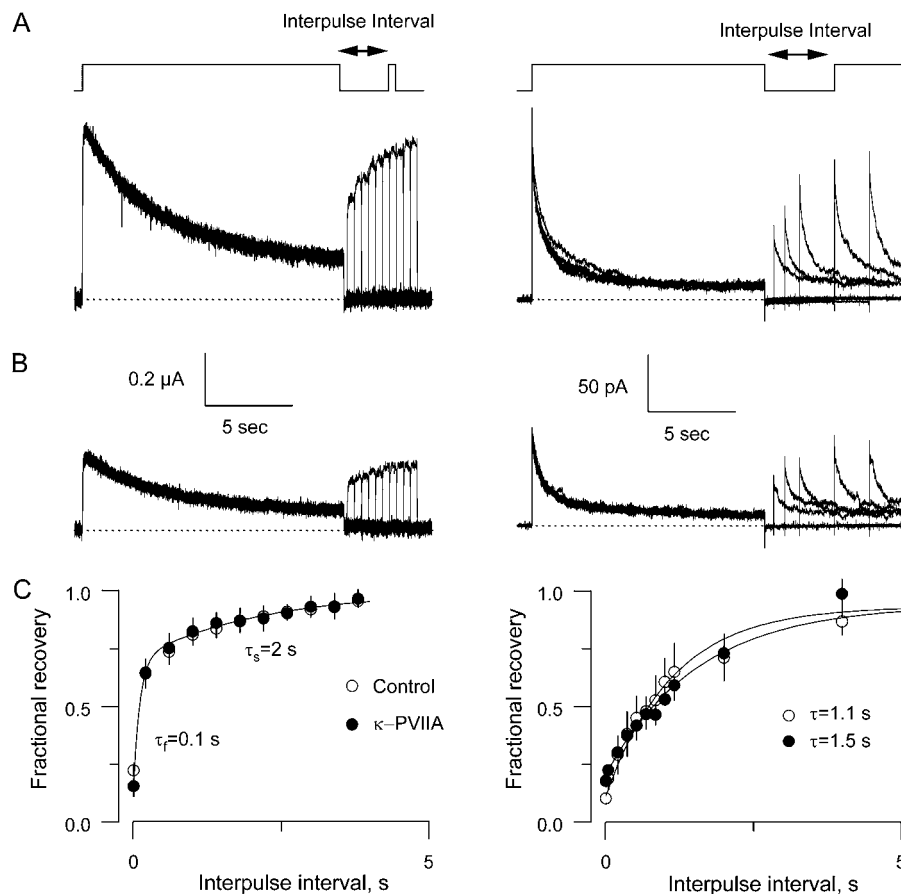 A
Interpulse Interval
Interpulse Interval
B
0.2 µA
5 sec
50 pA
5 sec
C
Fractional recovery
1.0
0.5
0.0
τf=0.1 s
τs=2 s
Control
κ–PVIIA
0
5
Interpulse interval, s
Fractional recovery
1.0
0.5
0.0
τ=1.1 s
τ=1.5 s
0
5
Interpulse interval, s